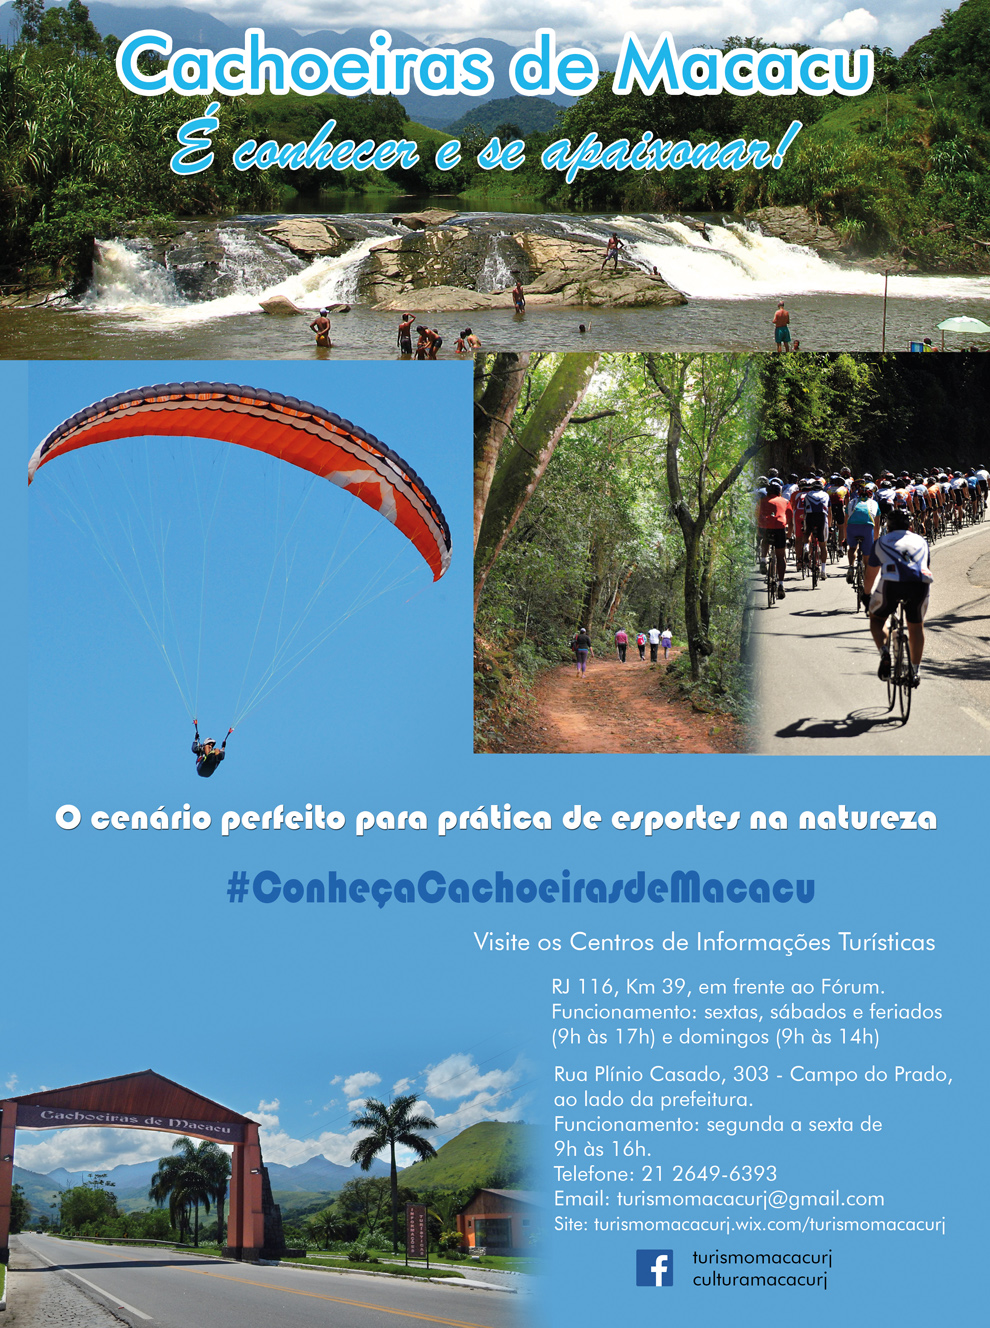 Cachoeiras de Macacu
É conhecer e se apaixonar!
O cenário perfeito para prática de esportes na natureza
#ConheçaCachoeirasdeMacacu
Visite os Centros de Informações Turísticas
RJ 116, Km 39, em frente ao Fórum.
Funcionamento: sextas, sábados e feriados
(9h às 17h) e domingos (9h às 14h)
Rua Plínio Casado, 303 - Campo do Prado,
ao lado da prefeitura.
Funcionamento: segunda a sexta de
9h às 16h.
Telefone: 21 2649-6393
Email: turismomacacurj@gmail.com
Site: turismomacacurj.wix.com/turismomacacurj
turismomacacurj
culturamacacurj
Cachoeiras de Macacu